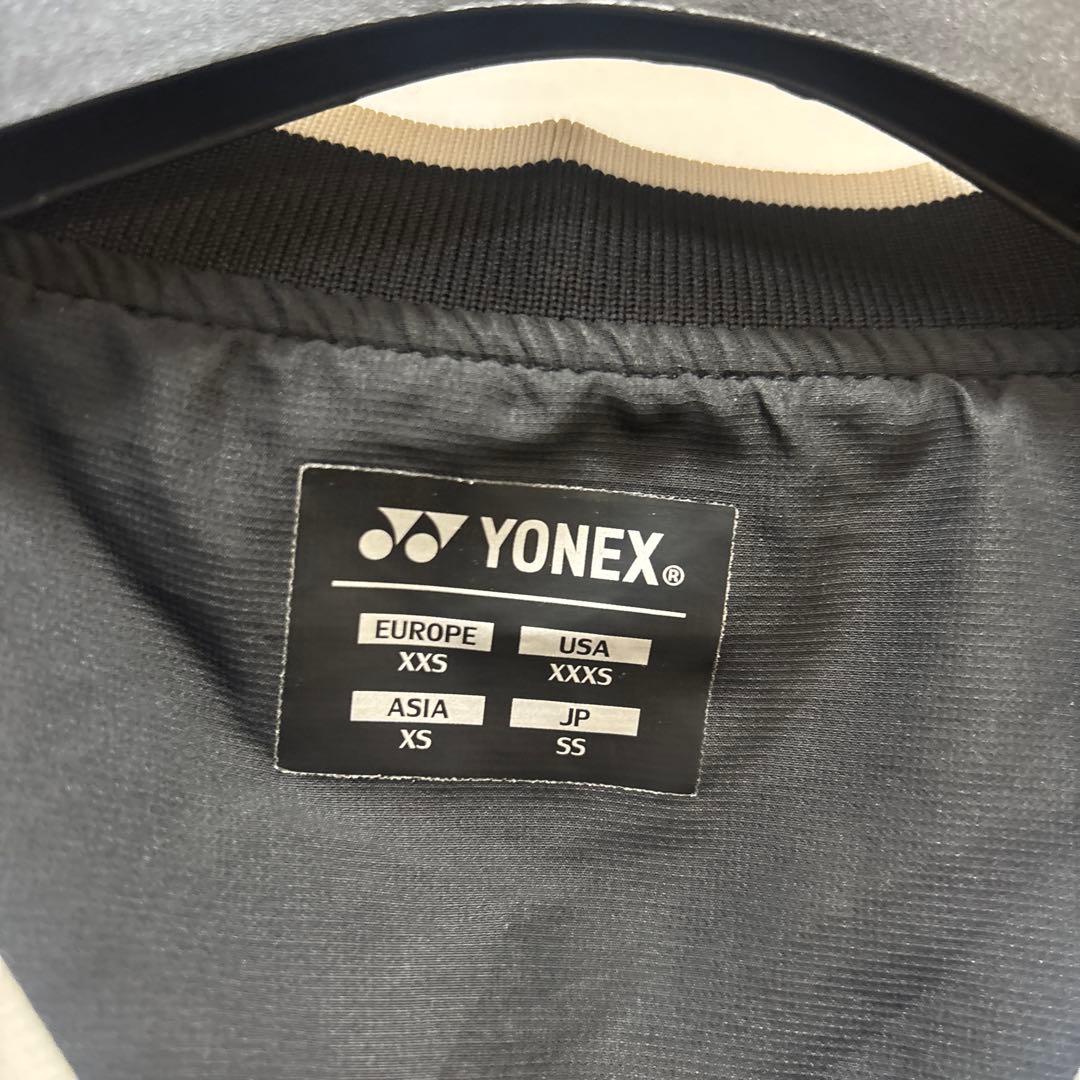 YONEX®
EUROPE USA
XXS XXXS
ASIA JP
XS SS